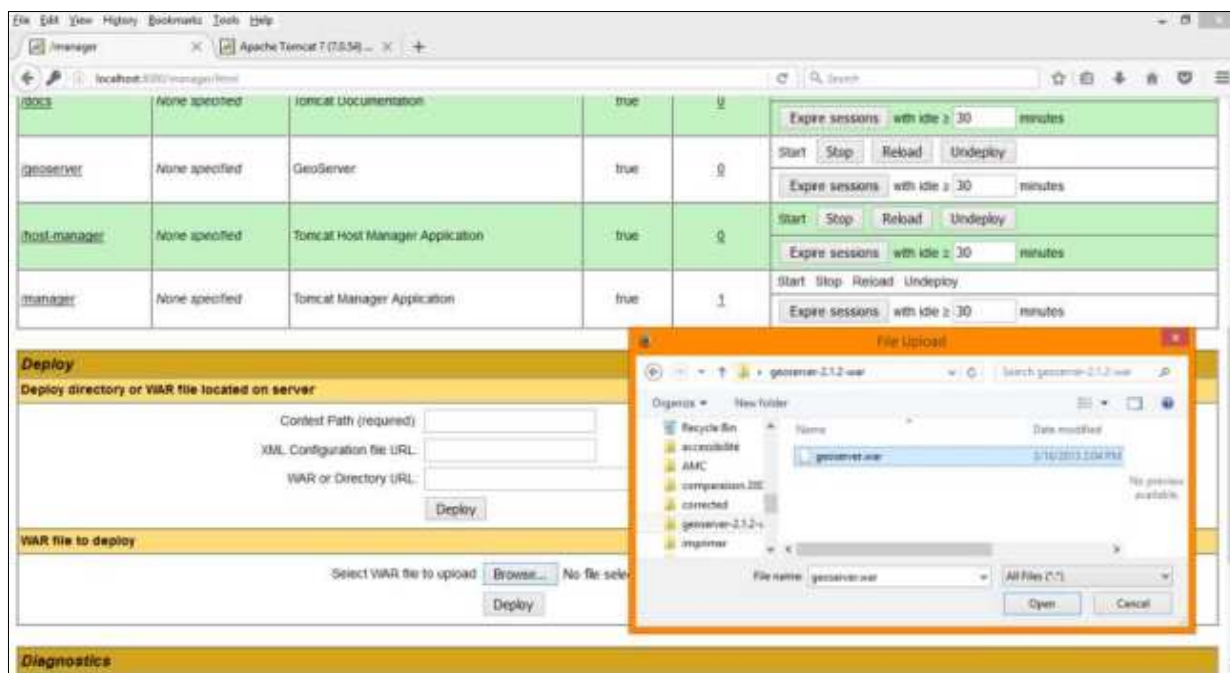 File Edit View History Bookmarks Tools Help
/manager
Apache Tomcat 7 (7.0.54) ...
localhost:8080/manager/html
Search
/docs None specified Tomcat Documentation true 0
Expire sessions with idle ≥ 30 minutes
/geoserver None specified GeoServer true 0
Start Stop Reload Undeploy
Expire sessions with idle ≥ 30 minutes
/host-manager None specified Tomcat Host Manager Application true 0
Start Stop Reload Undeploy
Expire sessions with idle ≥ 30 minutes
/manager None specified Tomcat Manager Application true 1
Start Stop Reload Undeploy
Expire sessions with idle ≥ 30 minutes
Deploy
Deploy directory or WAR file located on server
Context Path (required):
XML Configuration file URL:
WAR or Directory URL:
Deploy
WAR file to deploy
Select WAR file to upload Browse... No file selec
Deploy
Diagnostics
File Upload
geoserver-2.1.2-war
Search geoserver-2.1.2-war
Organize New folder
Recycle Bin
accessibilite
AMC
corrected
geoserver-2.1.2-
imprimer
Name Date modified
geoserver.war
No preview available.
File name: geoserver.war
All Files (*.*)
Open Cancel